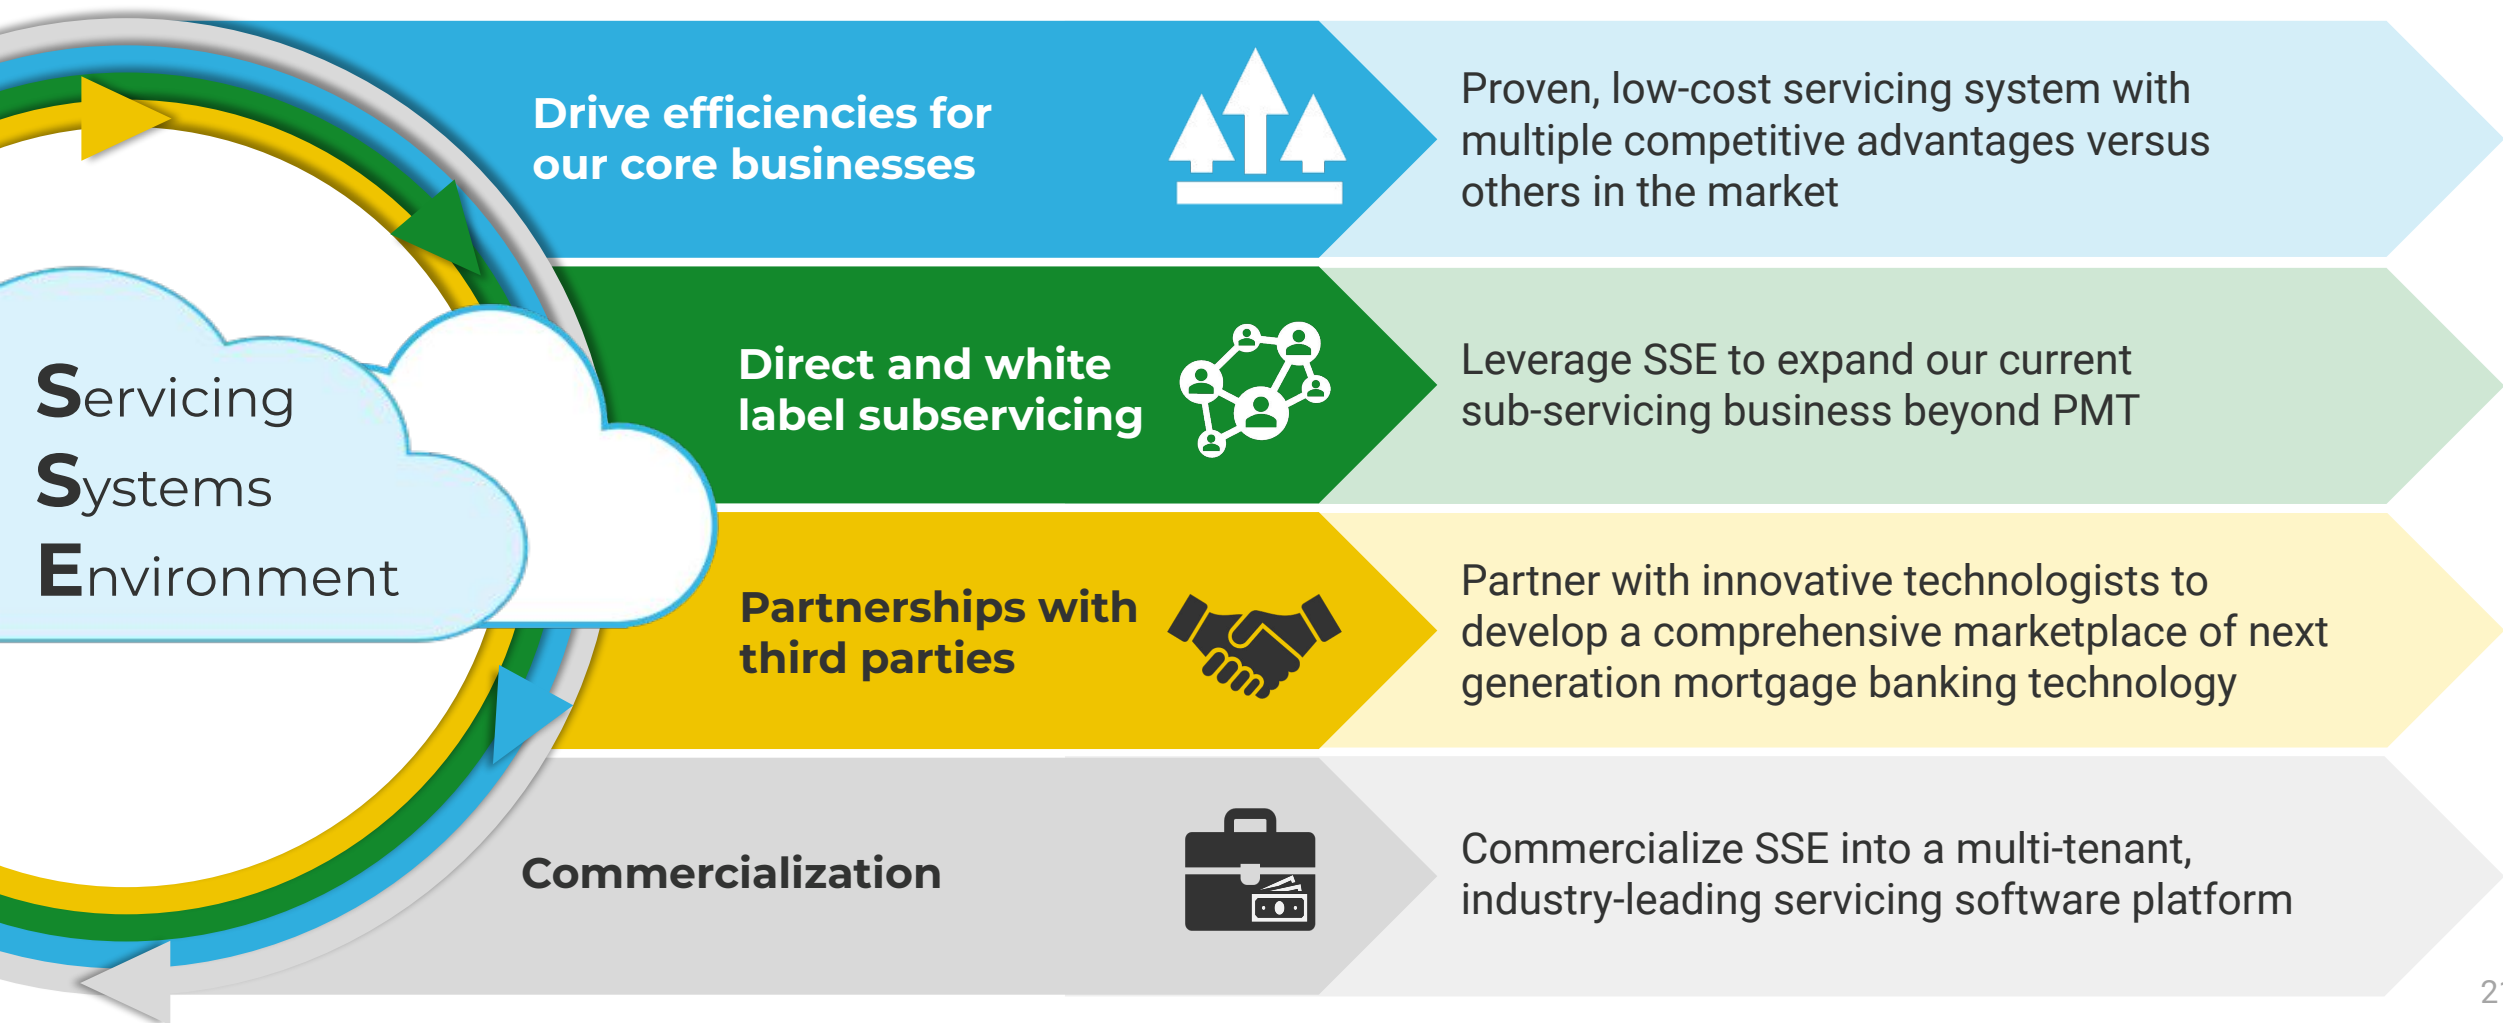 Servicing
Systems
Environment
Drive efficiencies for
our core businesses
Proven, low-cost servicing system with
multiple competitive advantages versus
others in the market
Direct and white
label subservicing
Leverage SSE to expand our current
sub-servicing business beyond PMT
Partnerships with
third parties
Partner with innovative technologists to
develop a comprehensive marketplace of next
generation mortgage banking technology
Commercialization
Commercialize SSE into a multi-tenant,
industry-leading servicing software platform